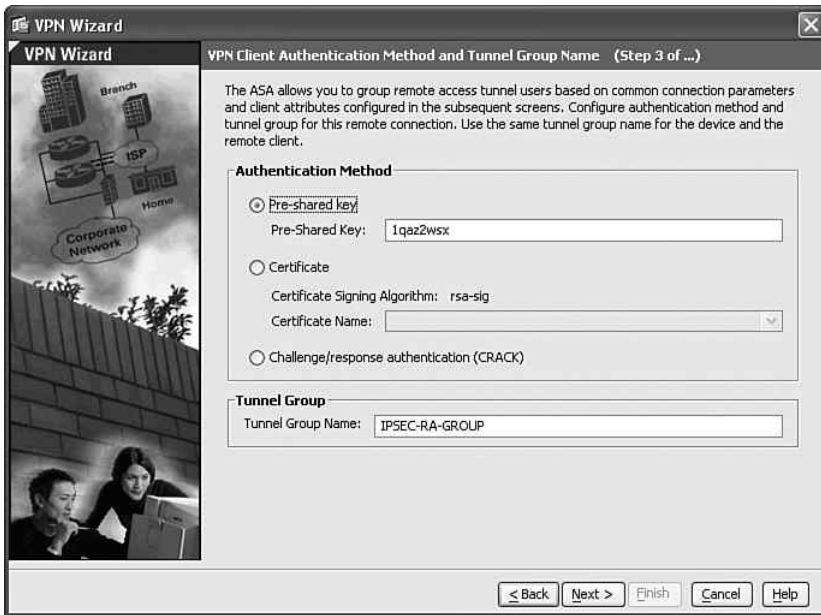 VPN Wizard
VPN Wizard
Branch
ISP
Home
Corporate
Network
VPN Client Authentication Method and Tunnel Group Name (Step 3 of ...)
The ASA allows you to group remote access tunnel users based on common connection parameters
and client attributes configured in the subsequent screens. Configure authentication method and
tunnel group for this remote connection. Use the same tunnel group name for the device and the
remote client.
Authentication Method
Pre-shared key
Pre-Shared Key: 1qaz2wsx
Certificate
Certificate Signing Algorithm: rsa-sig
Certificate Name:
Challenge/response authentication (CRACK)
Tunnel Group
Tunnel Group Name: IPSEC-RA-GROUP
< Back Next > Finish Cancel Help